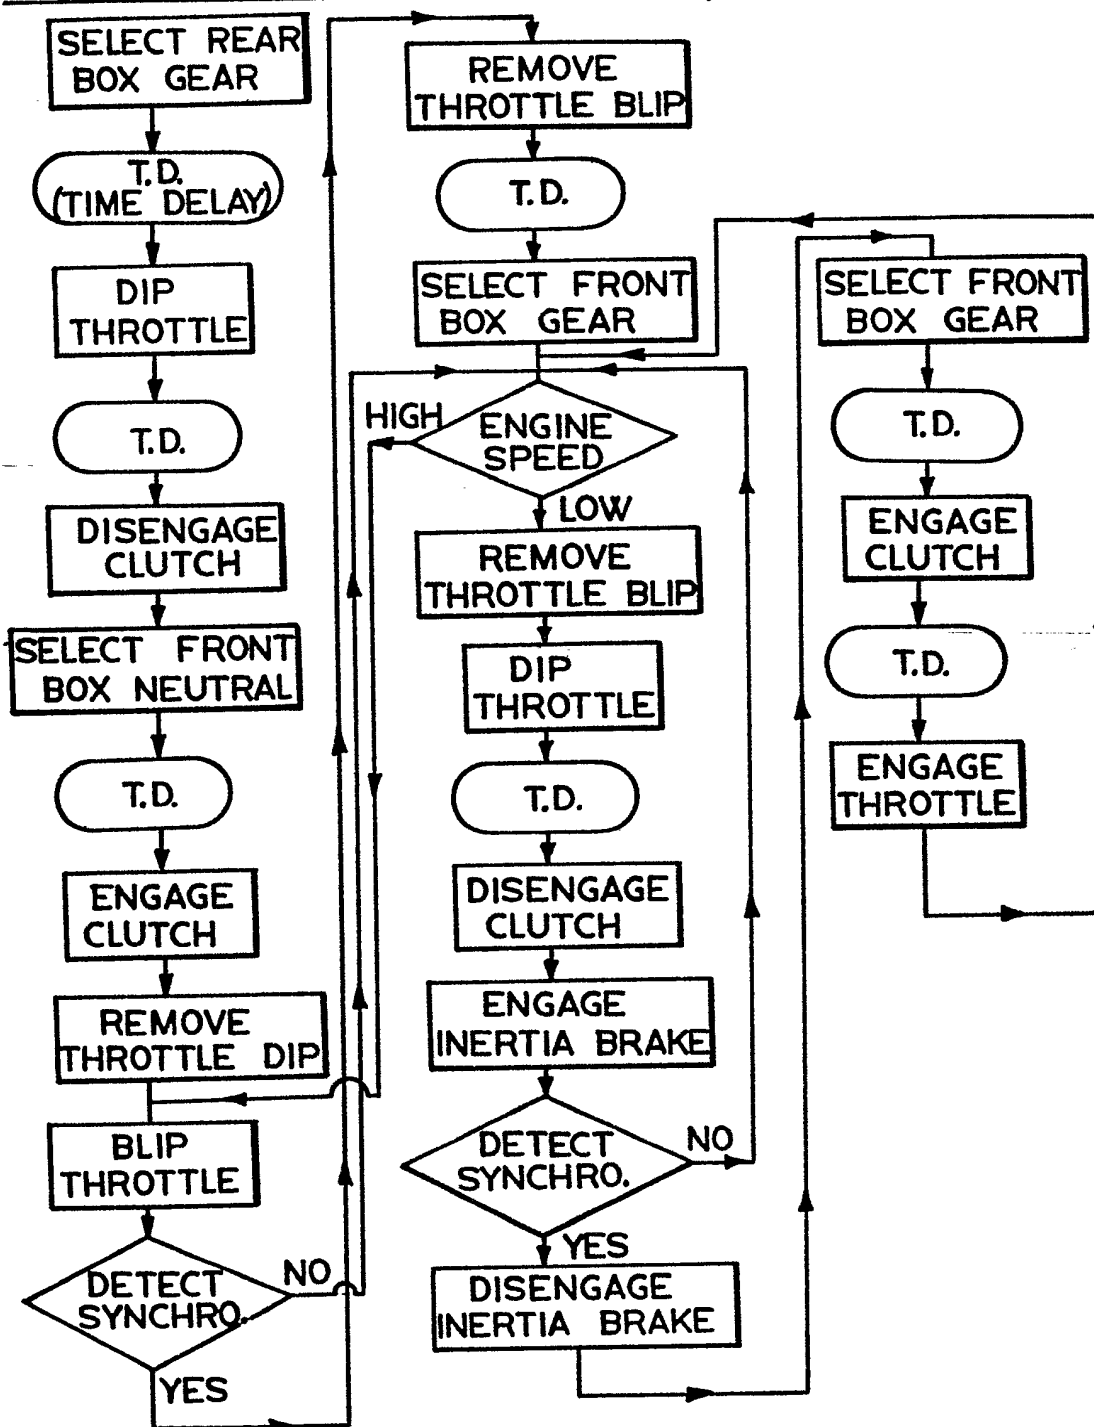 SELECT REAR
BOX GEAR
T.D.
(TIME DELAY)
DIP
THROTTLE
T.D.
DISENGAGE
CLUTCH
SELECT FRONT
BOX NEUTRAL
T.D.
ENGAGE
CLUTCH
REMOVE
THROTTLE DIP
BLIP
THROTTLE
DETECT
SYNCHRO.
NO
YES
REMOVE
THROTTLE BLIP
T.D.
SELECT FRONT
BOX GEAR
HIGH
ENGINE
SPEED
LOW
REMOVE
THROTTLE BLIP
DIP
THROTTLE
T.D.
DISENGAGE
CLUTCH
ENGAGE
INERTIA BRAKE
DETECT
SYNCHRO.
NO
YES
DISENGAGE
INERTIA BRAKE
SELECT FRONT
BOX GEAR
T.D.
ENGAGE
CLUTCH
T.D.
ENGAGE
THROTTLE